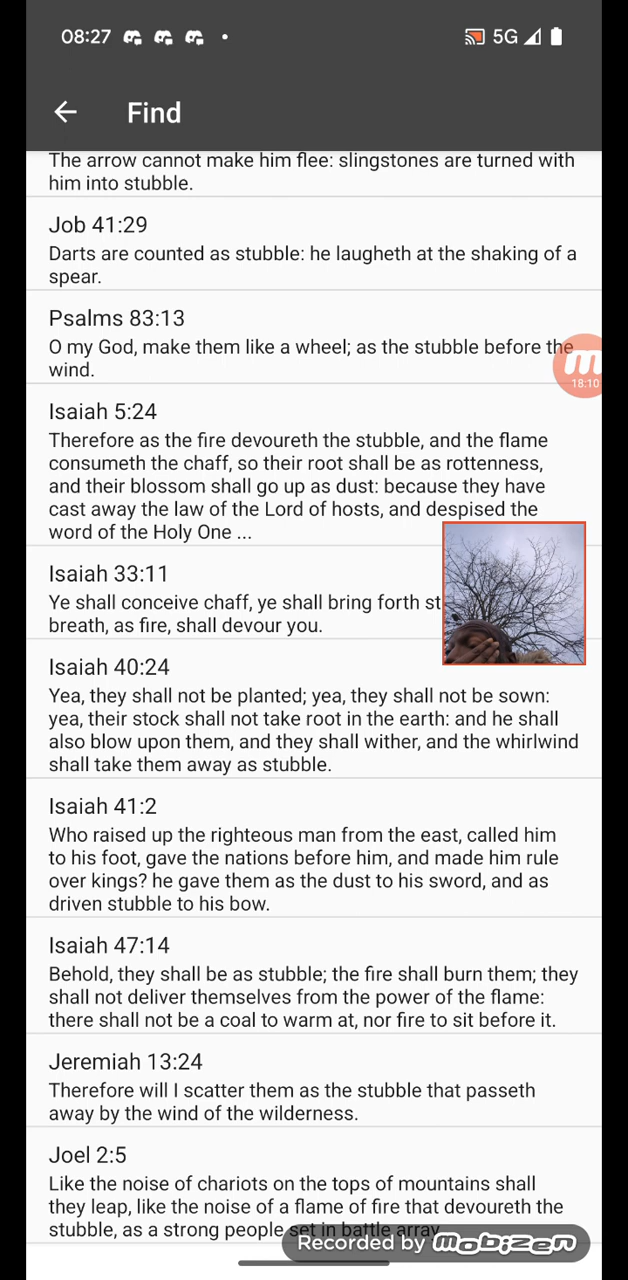 08:27
5G
Find
The arrow cannot make him flee: slingstones are turned with
him into stubble.
Job 41:29
Darts are counted as stubble: he laugheth at the shaking of a
spear.
Psalms 83:13
O my God, make them like a wheel; as the stubble before the
wind.
18:10
Isaiah 5:24
Therefore as the fire devoureth the stubble, and the flame
consumeth the chaff, so their root shall be as rottenness,
and their blossom shall go up as dust: because they have
cast away the law of the Lord of hosts, and despised the
word of the Holy One ...
Isaiah 33:11
Ye shall conceive chaff, ye shall bring forth st
breath, as fire, shall devour you.
Isaiah 40:24
Yea, they shall not be planted; yea, they shall not be sown:
yea, their stock shall not take root in the earth: and he shall
also blow upon them, and they shall wither, and the whirlwind
shall take them away as stubble.
Isaiah 41:2
Who raised up the righteous man from the east, called him
to his foot, gave the nations before him, and made him rule
over kings? he gave them as the dust to his sword, and as
driven stubble to his bow.
Isaiah 47:14
Behold, they shall be as stubble; the fire shall burn them; they
shall not deliver themselves from the power of the flame:
there shall not be a coal to warm at, nor fire to sit before it.
Jeremiah 13:24
Therefore will I scatter them as the stubble that passeth
away by the wind of the wilderness.
Joel 2:5
Like the noise of chariots on the tops of mountains shall
they leap, like the noise of a flame of fire that devoureth the
stubble, as a strong people set in battle array
Recorded by mobizen